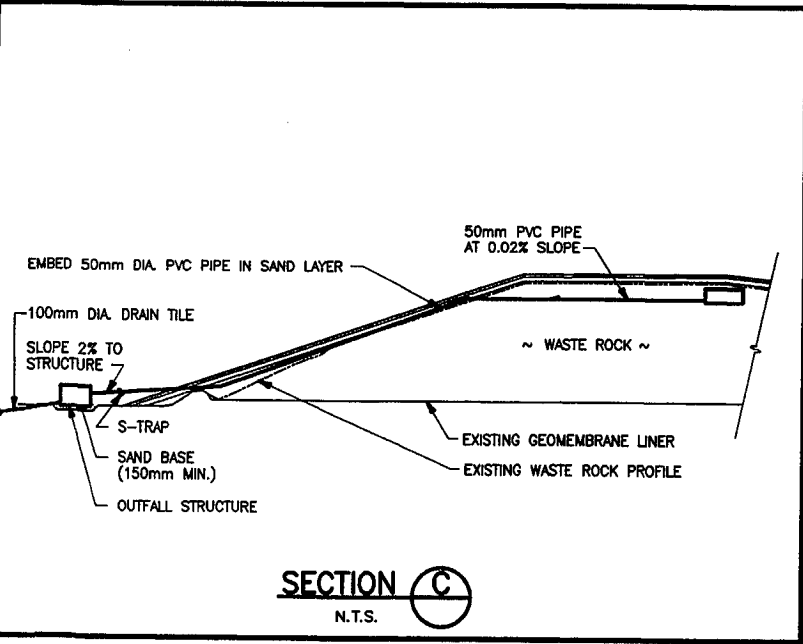 50mm PVC PIPE
AT 0.02% SLOPE
EMBED 50mm DIA. PVC PIPE IN SAND LAYER
100mm DIA. DRAIN TILE
SLOPE 2% TO
STRUCTURE
~ WASTE ROCK ~
S-TRAP
SAND BASE
(150mm MIN.)
OUTFALL STRUCTURE
EXISTING GEOMEMBRANE LINER
EXISTING WASTE ROCK PROFILE
SECTION C
N.T.S.